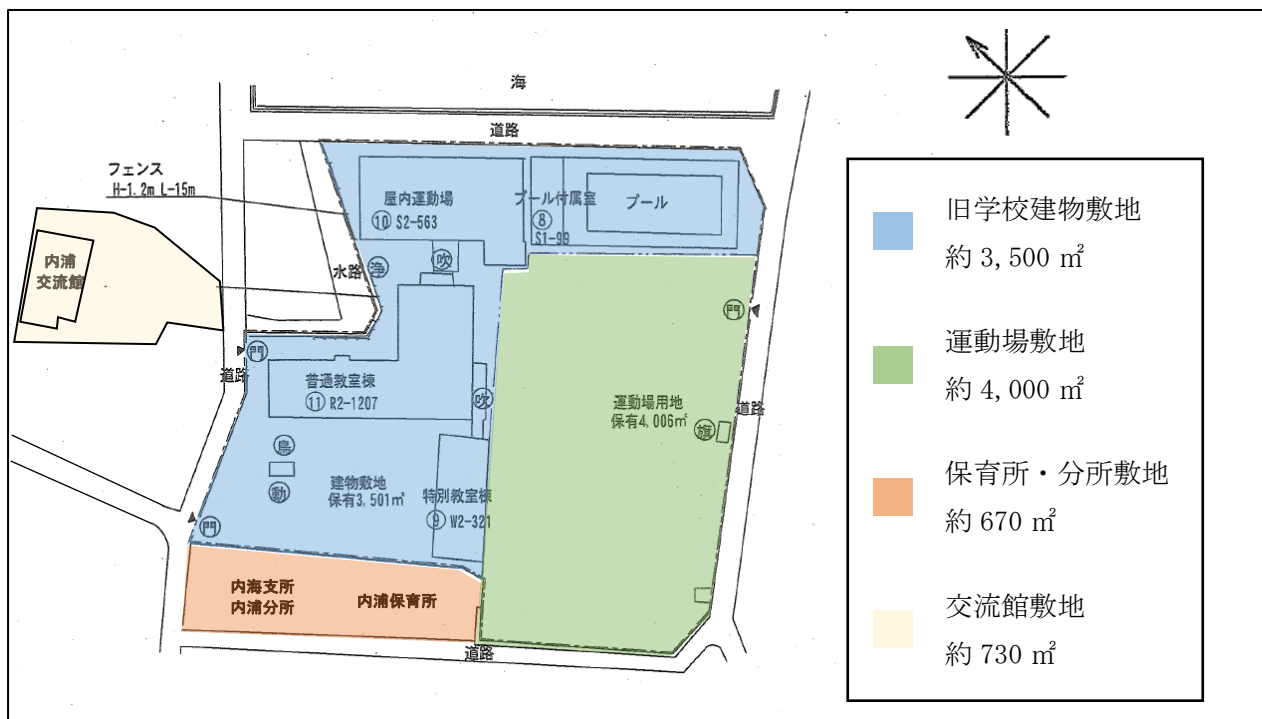 海
道路
フェンス
H-1.2m L-15m
屋内運動場
⑩ S2-563
プール付属室
⑧
S1-99
プール
内浦
交流館
水路
浄
吹
門
道路
門
普通教室棟
⑪ R2-1207
吹
運動場用地
保有4,006㎡
旗
道路
鳥
動
建物敷地
保有3,501㎡
特別教室棟
⑨ W2-321
門
内海支所
内浦分所
内浦保育所
道路
旧学校建物敷地
約 3,500 ㎡
運動場敷地
約 4,000 ㎡
保育所・分所敷地
約 670 ㎡
交流館敷地
約 730 ㎡